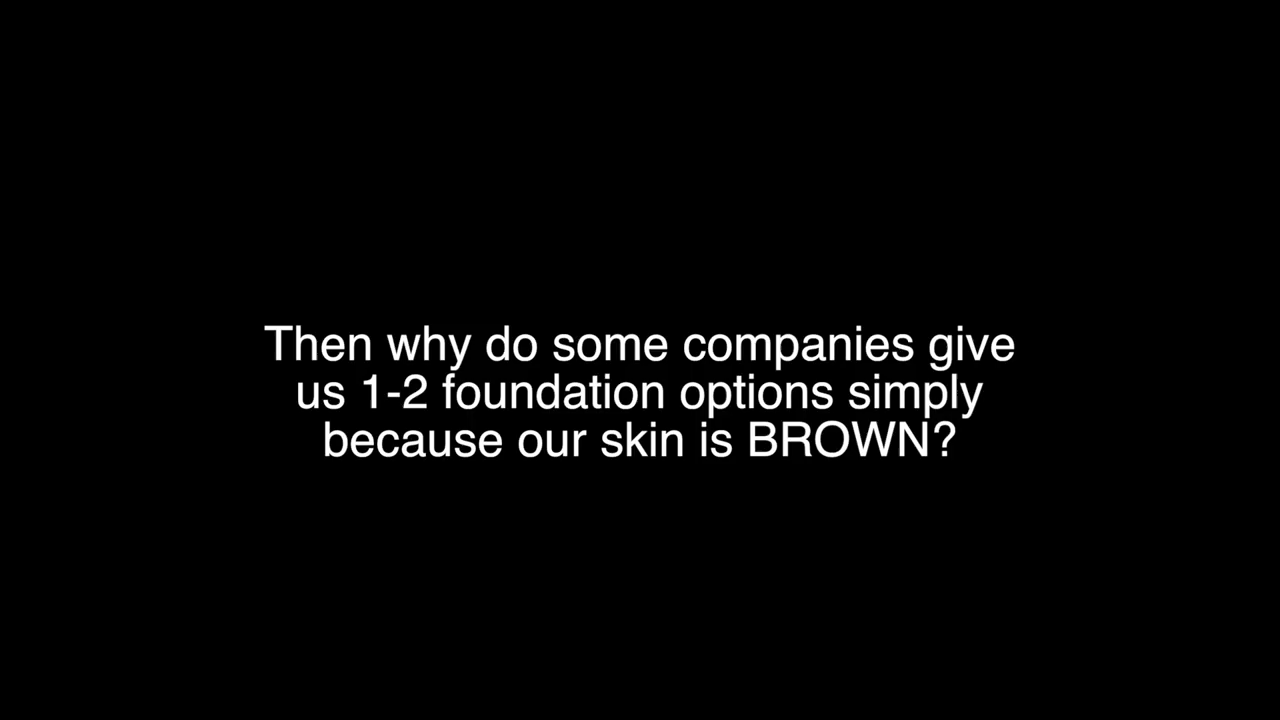 Then why do some companies give
us 1-2 foundation options simply
because our skin is BROWN?